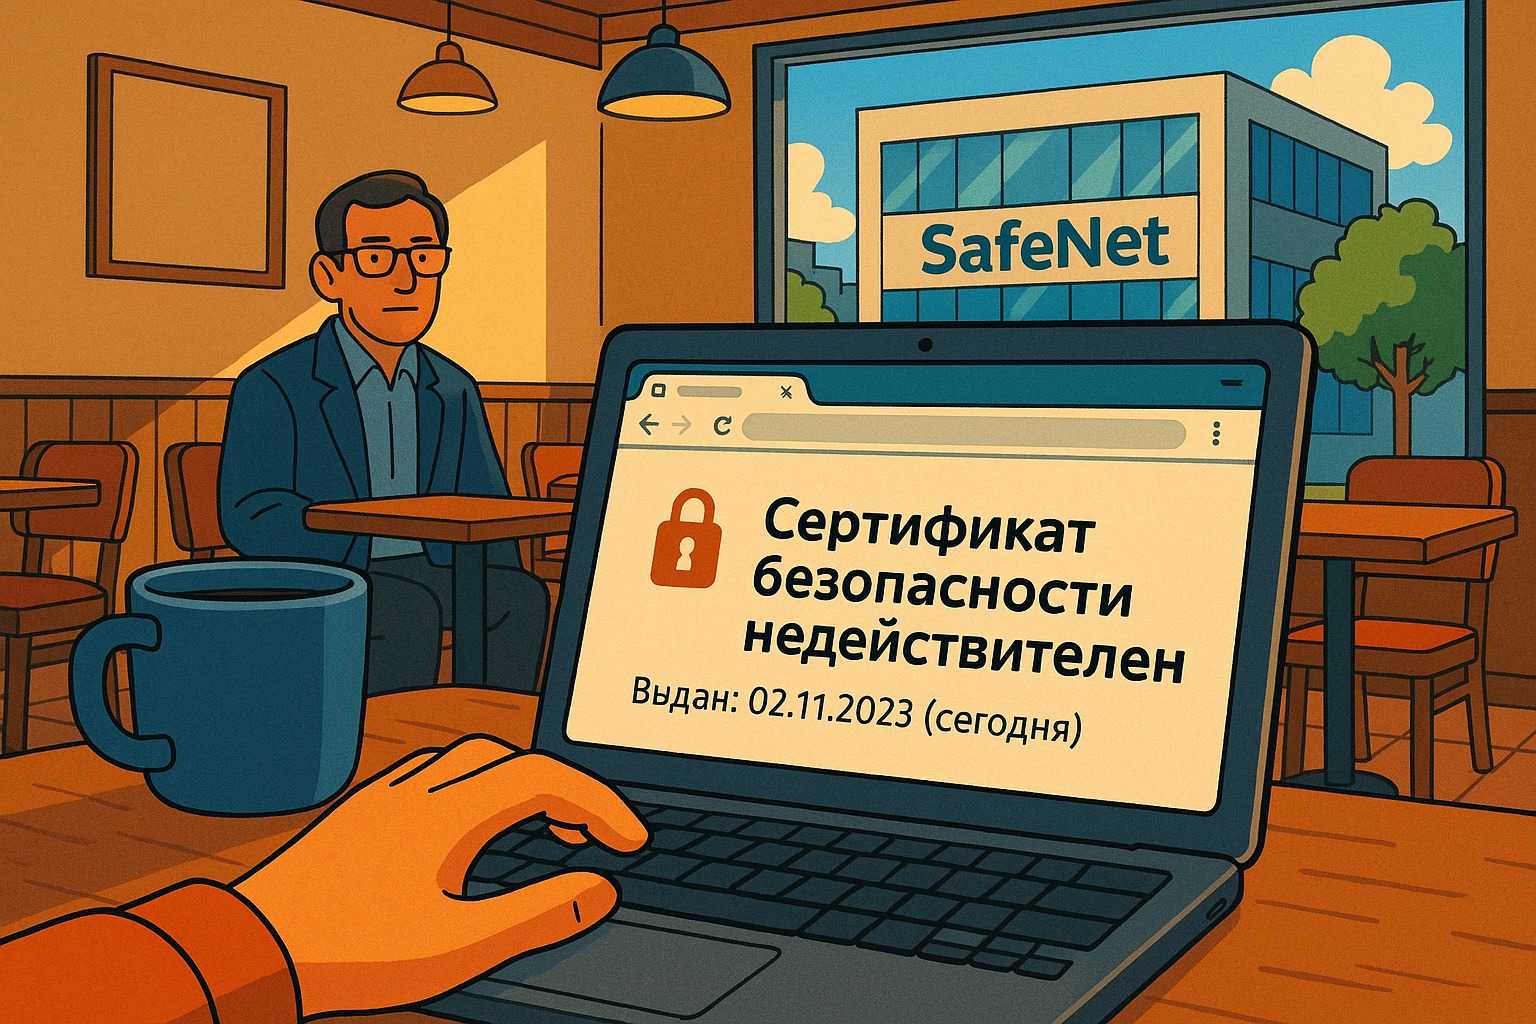 SafeNet
Сертификат
безопасности
недействителен
Выдан: 02.11.2023 (сегодня)